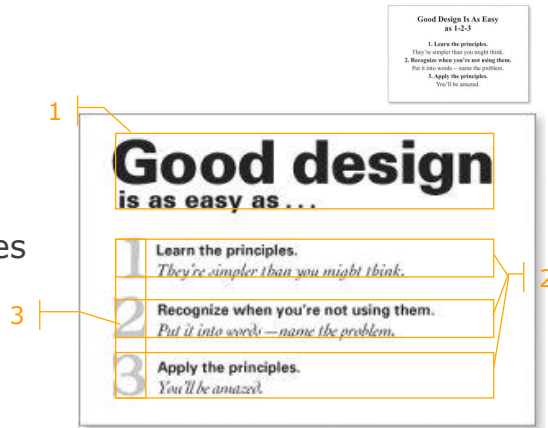 Good Design Is As Easy
as 1-2-3
1. Learn the principles.
They're simpler than you might think.
2. Recognize when you're not using them.
Put it into words -- name the problem.
3. Apply the principles.
You'll be amazed.
1
Good design
is as easy as . . .
es
1 Learn the principles.
They're simpler than you might think.
2
3
2 Recognize when you're not using them.
Put it into words—name the problem.
3 Apply the principles.
You'll be amazed.